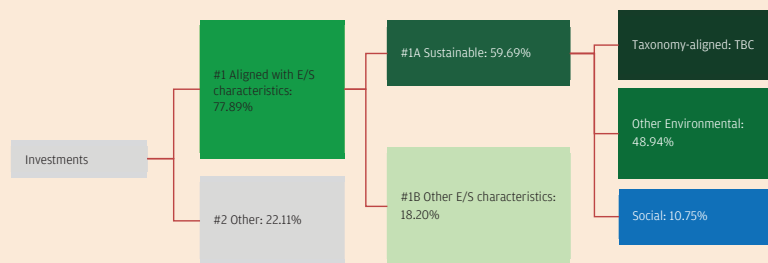 Investments
#1 Aligned with E/S
characteristics:
77.89%
#2 Other: 22.11%
#1A Sustainable: 59.69%
#1B Other E/S characteristics:
18.20%
Taxonomy-aligned: TBC
Other Environmental:
48.94%
Social: 10.75%